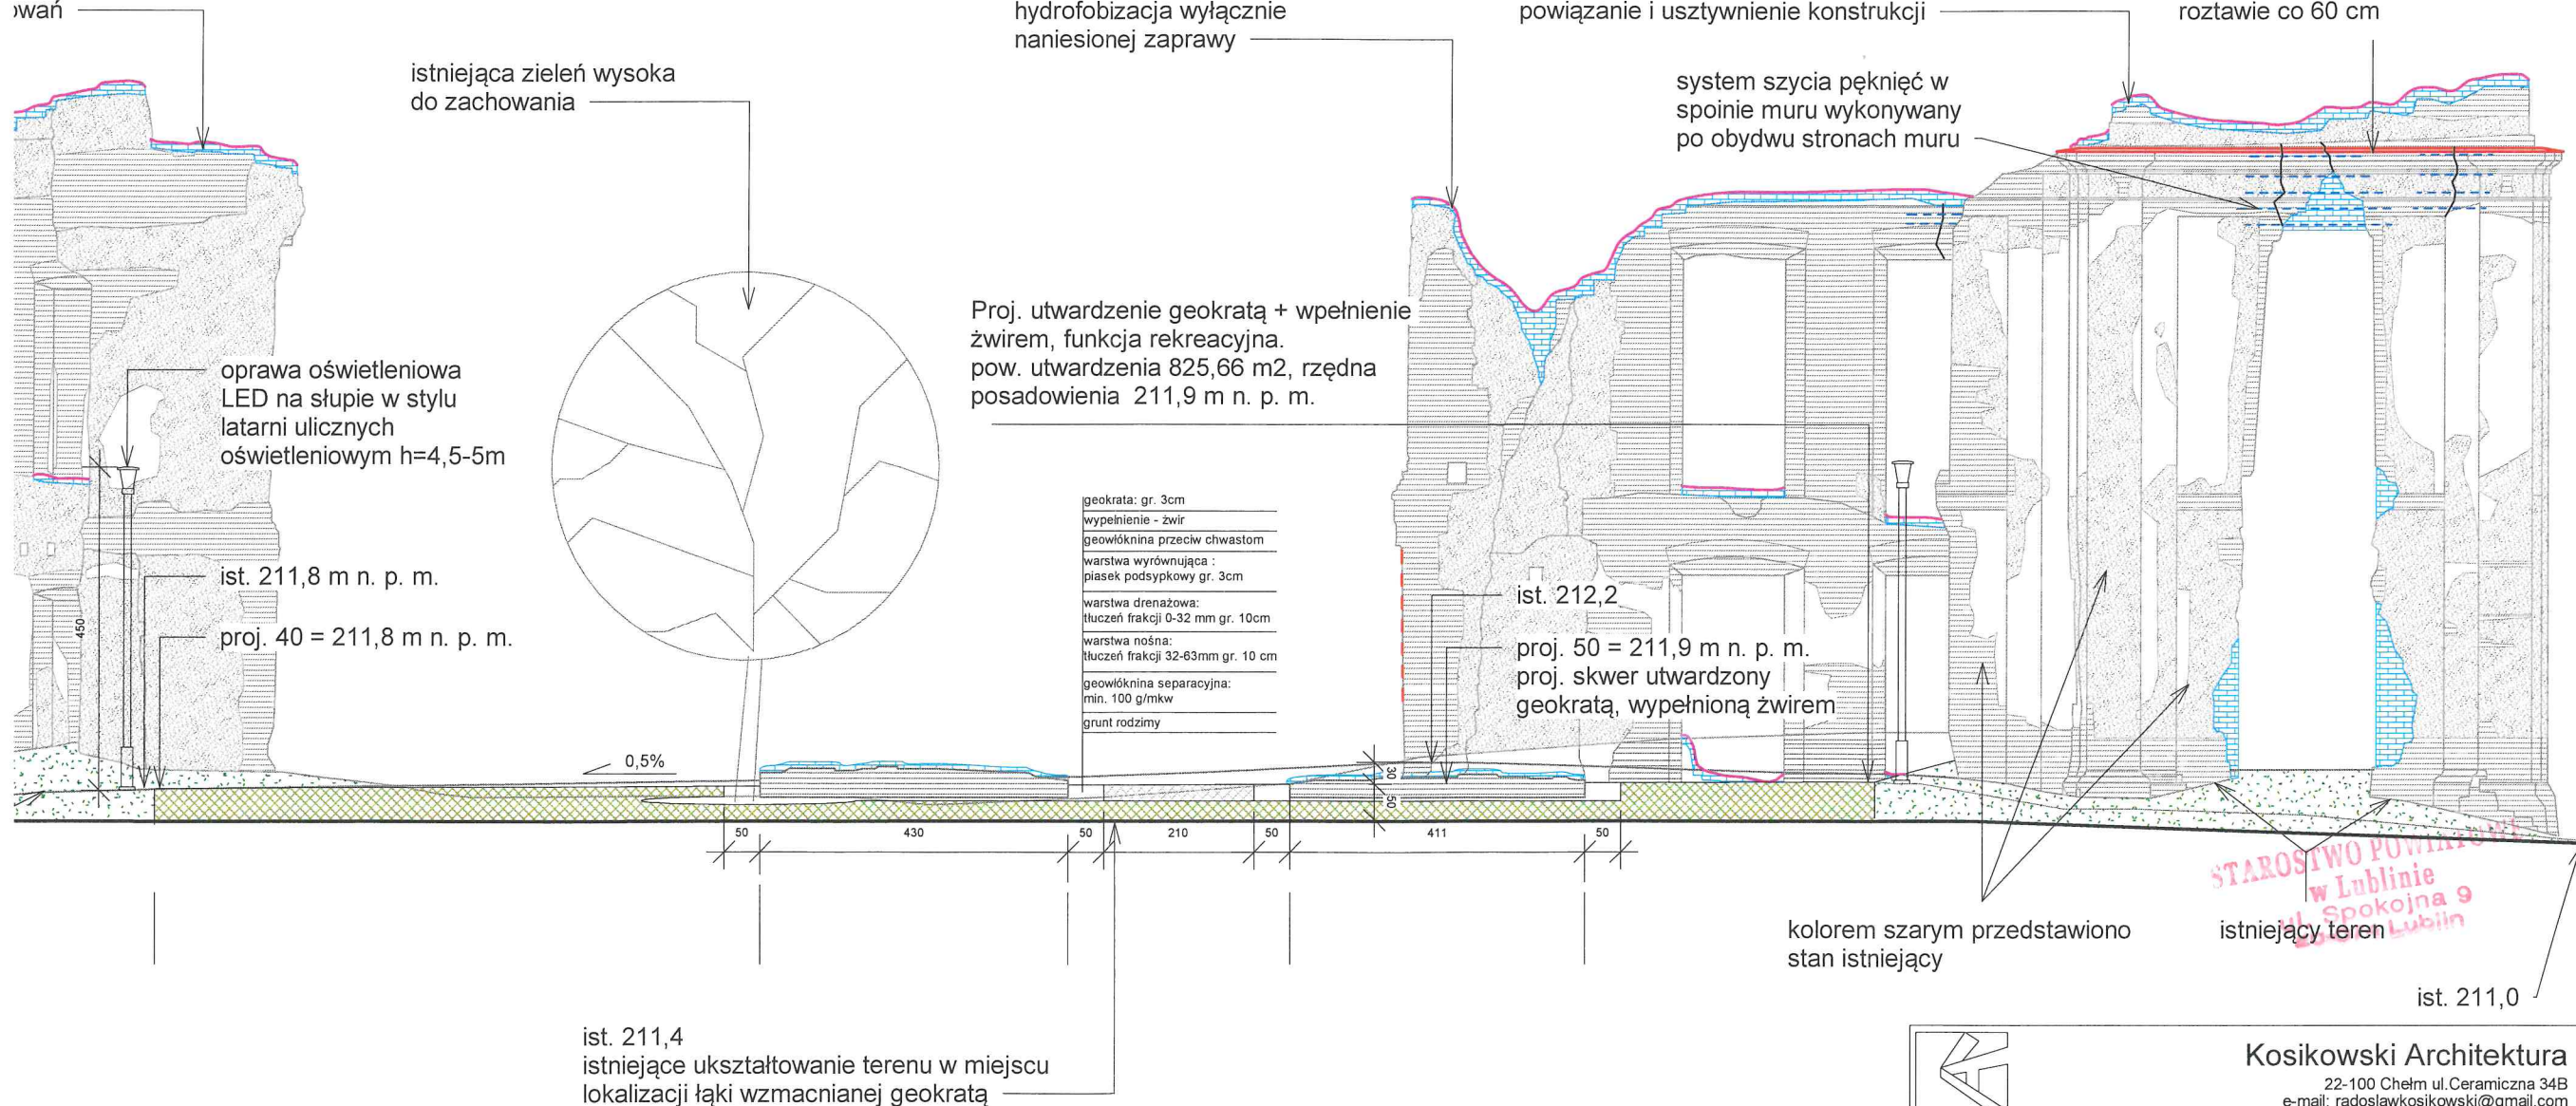 owań
hydrofobizacja wyłącznie
naniesionej zaprawy
powiązanie i usztywnienie konstrukcji
roztawie co 60 cm
istniejąca zieleń wysoka
do zachowania
system szycia pęknięć w
spoinie muru wykonywany
po obydwu stronach muru
Proj. utwardzenie geokratą + wpełnienie
żwirem, funkcja rekreacyjna.
pow. utwardzenia 825,66 m2, rzędna
posadowienia 211,9 m n. p. m.
oprawa oświetleniowa
LED na słupie w stylu
latarni ulicznych
oświetleniowym h=4,5-5m
geokrata: gr. 3cm
wypełnienie - żwir
geowłóknina przeciw chwastom
warstwa wyrównująca :
piasek podsypkowy gr. 3cm
warstwa drenażowa:
tłuczeń frakcji 0-32 mm gr. 10cm
warstwa nośna:
tłuczeń frakcji 32-63mm gr. 10 cm
geowłóknina separacyjna:
min. 100 g/mkw
grunt rodzimy
ist. 211,8 m n. p. m.
450
proj. 40 = 211,8 m n. p. m.
ist. 212,2
proj. 50 = 211,9 m n. p. m.
proj. skwer utwardzony
geokratą, wypełnioną żwirem
0,5%
30
50
50
430
50
210
50
411
50
STAROSTWO POWIATOWE
w Lublinie
ul. Spokojna 9
Lublin
kolorem szarym przedstawiono
stan istniejący
istniejący teren
ist. 211,0
ist. 211,4
istniejące ukształtowanie terenu w miejscu
lokalizacji łąki wzmacnianej geokratą
Kosikowski Architektura
22-100 Chełm ul.Ceramiczna 34B
e-mail: radoslawkosikowski@gmail.com